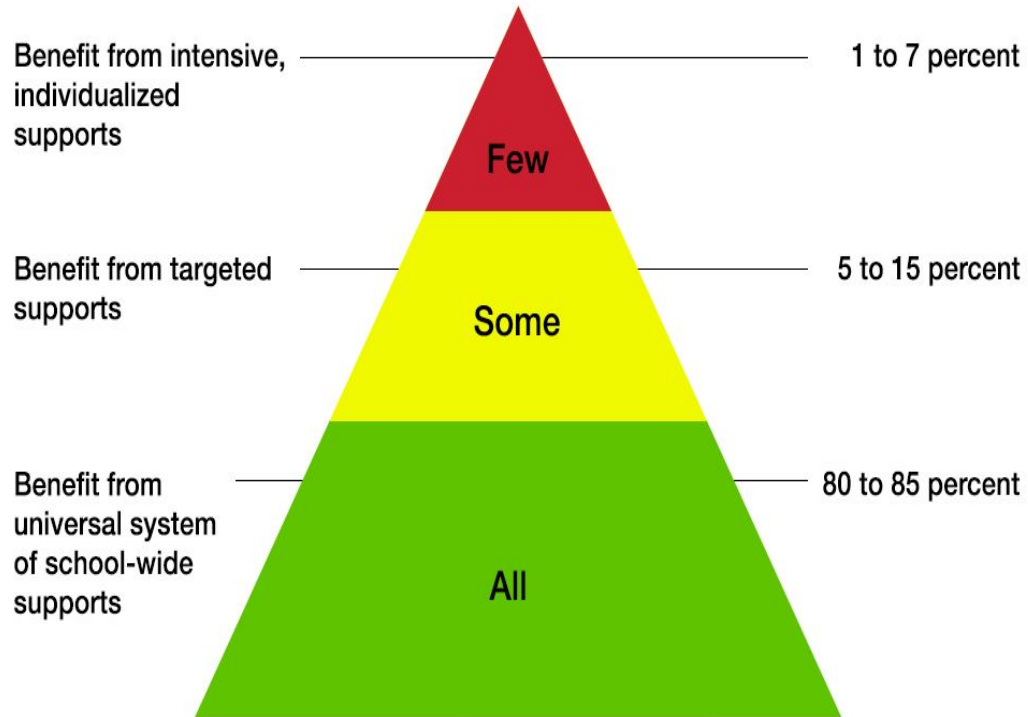 Benefit from intensive,
individualized
supports
1 to 7 percent
Few
Benefit from targeted
supports
5 to 15 percent
Some
Benefit from
universal system
of school-wide
supports
80 to 85 percent
All